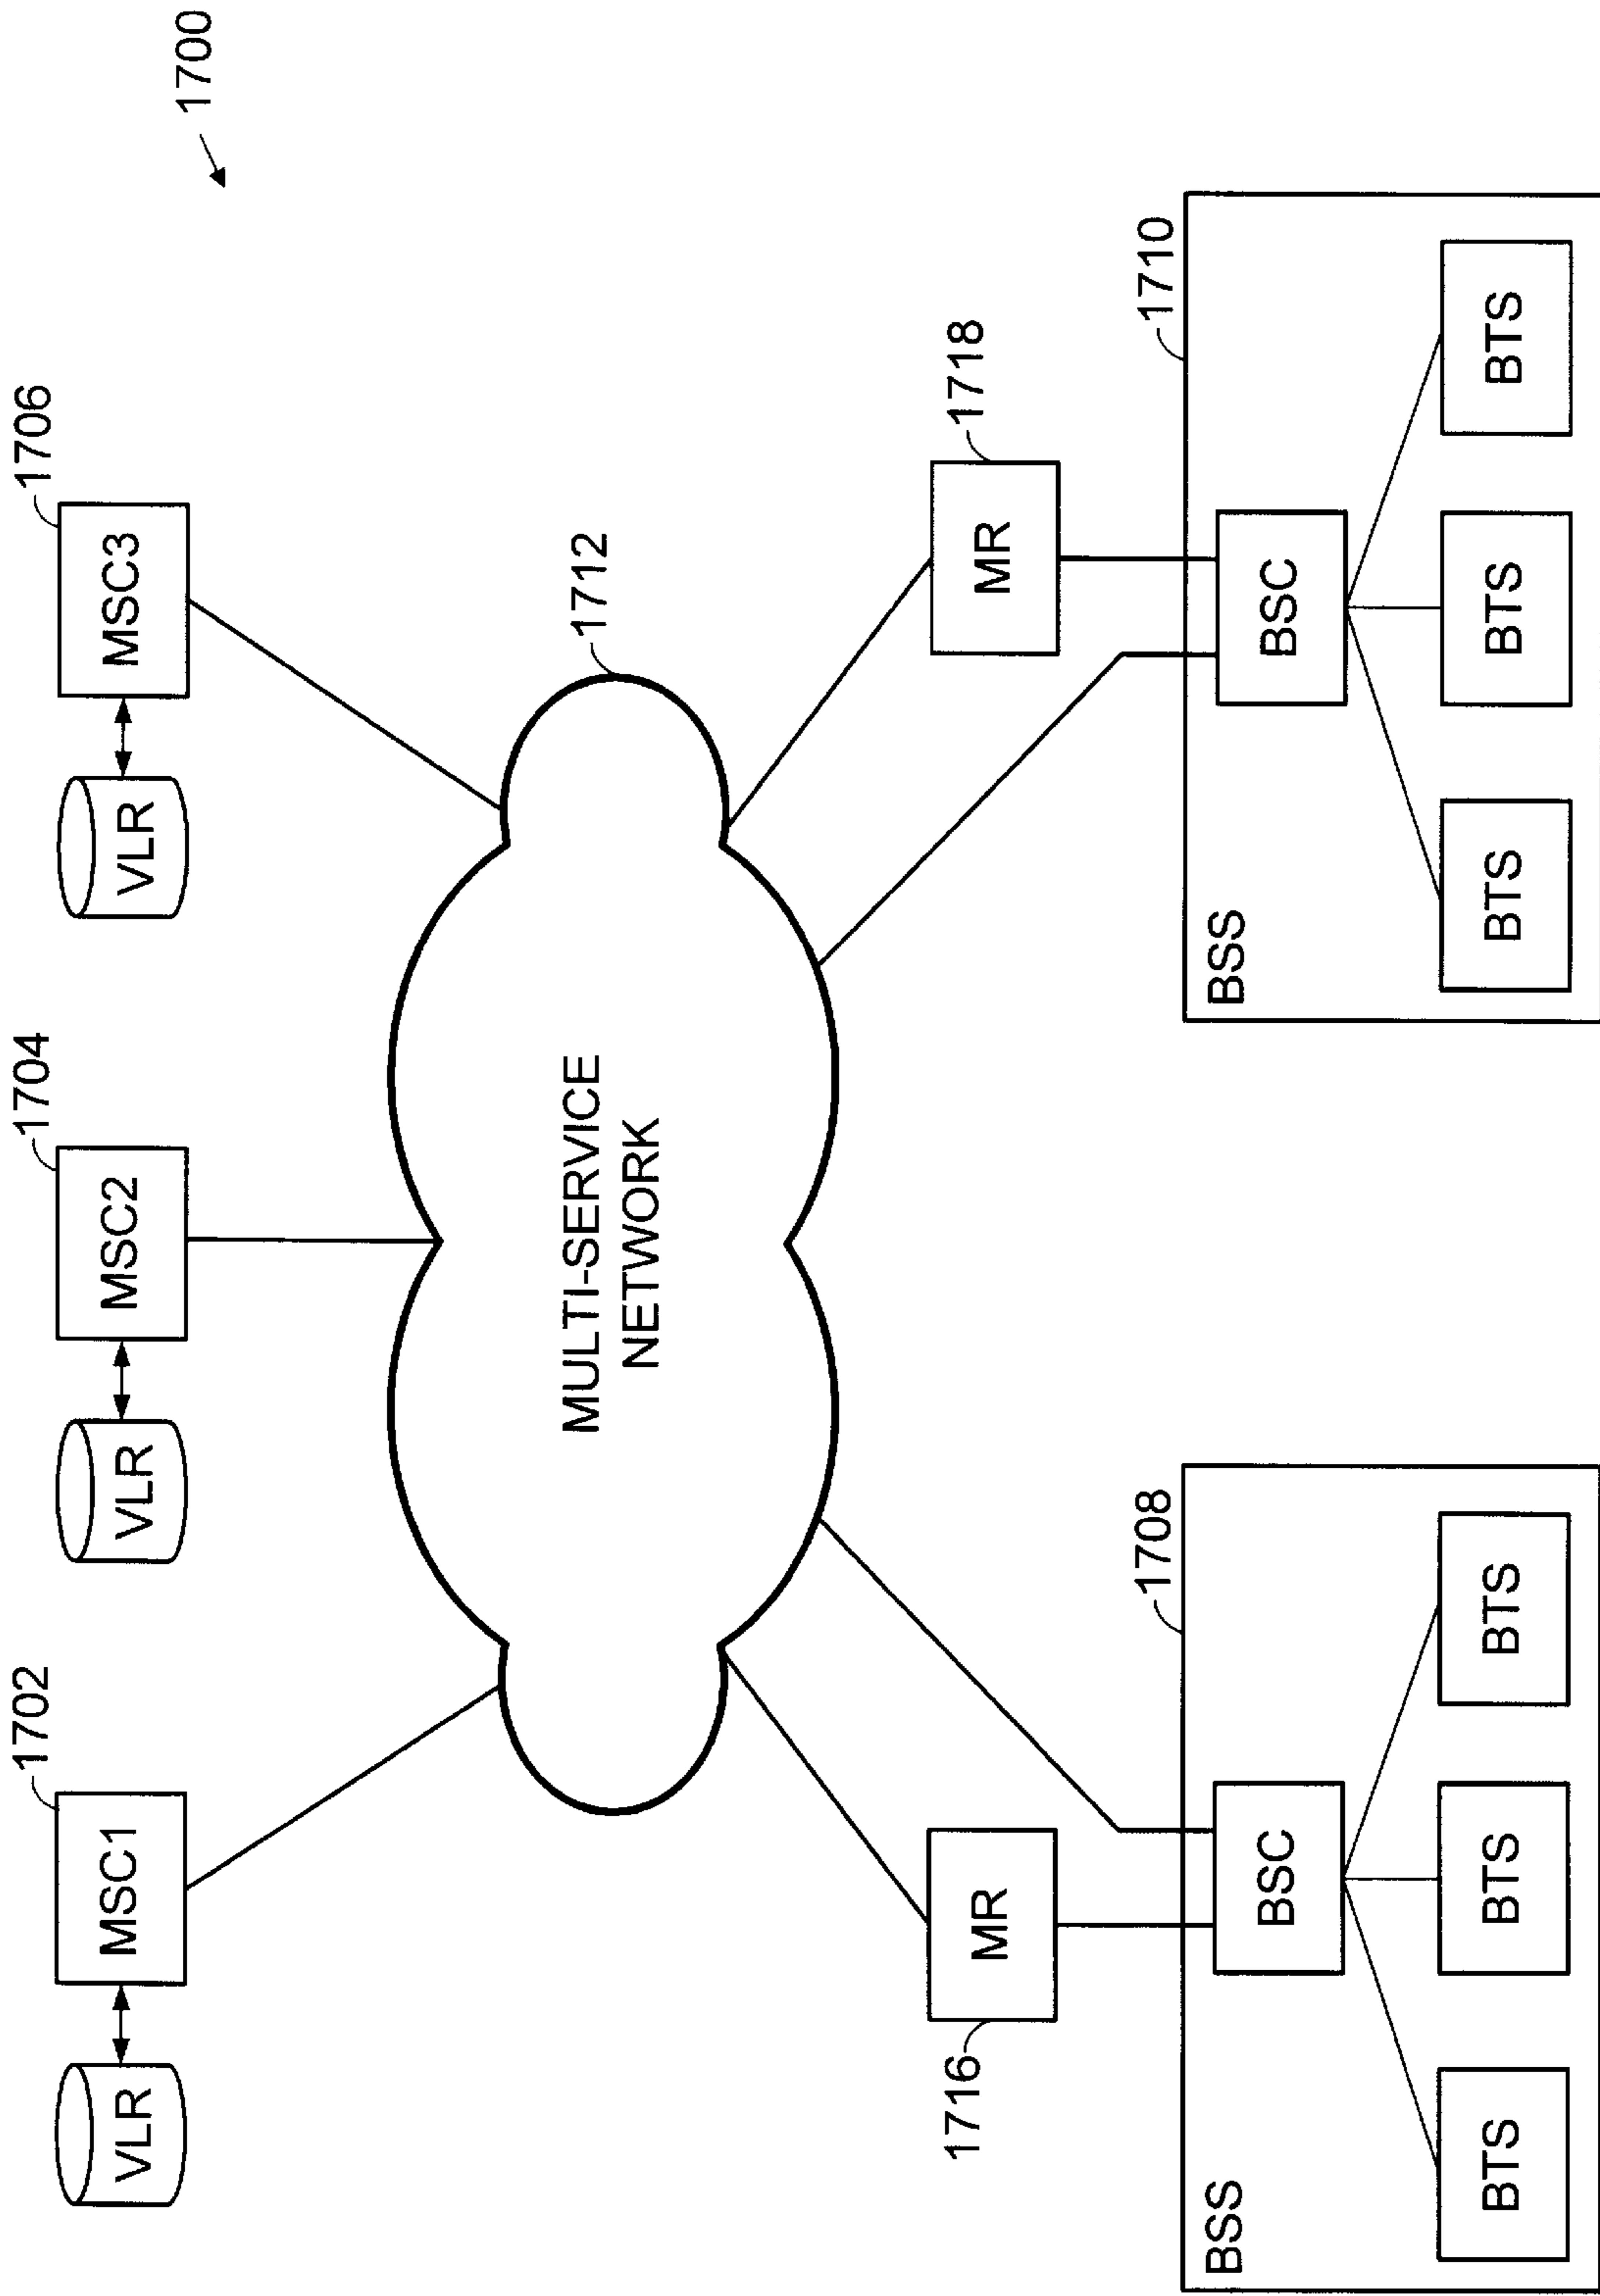 1700
1702
1704
1706
VLR
MSC1
VLR
MSC2
VLR
MSC3
1712
MULTI-SERVICE
NETWORK
1716
MR
MR
1718
1708
1710
BSS
BSC
BTS
BTS
BTS
BSS
BSC
BTS
BTS
BTS